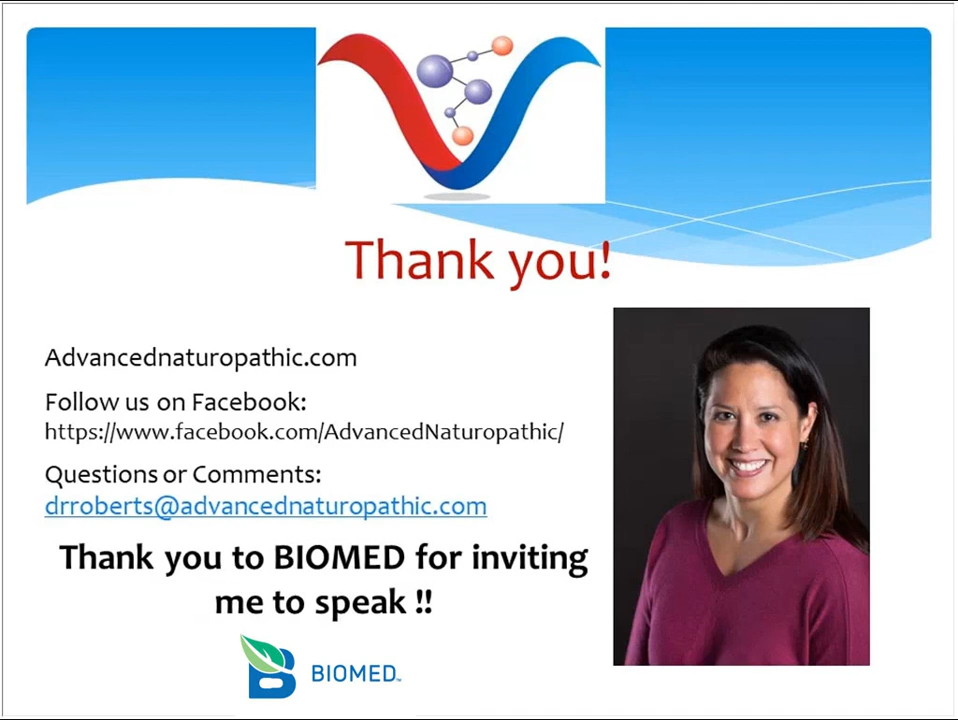 Thank you!
Advancednaturopathic.com
Follow us on Facebook:
https://www.facebook.com/AdvancedNaturopathic/
Questions or Comments:
drroberts@advancednaturopathic.com
Thank you to BIOMED for inviting
me to speak !!
B BIOMED™